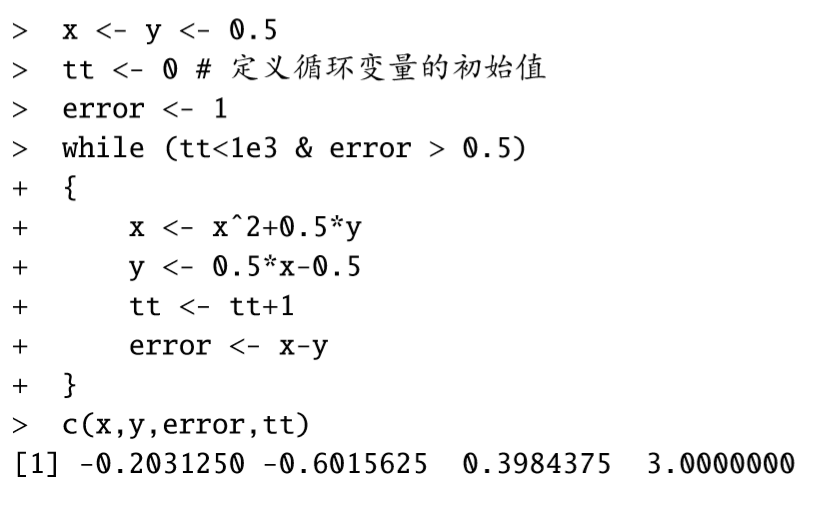 >  x <- y <- 0.5
>  tt <- 0 # 定义循环变量的初始值
>  error <- 1
>  while (tt<1e3 & error > 0.5)
+  {
+      x <- x^2+0.5*y
+      y <- 0.5*x-0.5
+      tt <- tt+1
+      error <- x-y
+  }
>  c(x,y,error,tt)
[1] -0.2031250 -0.6015625  0.3984375  3.0000000